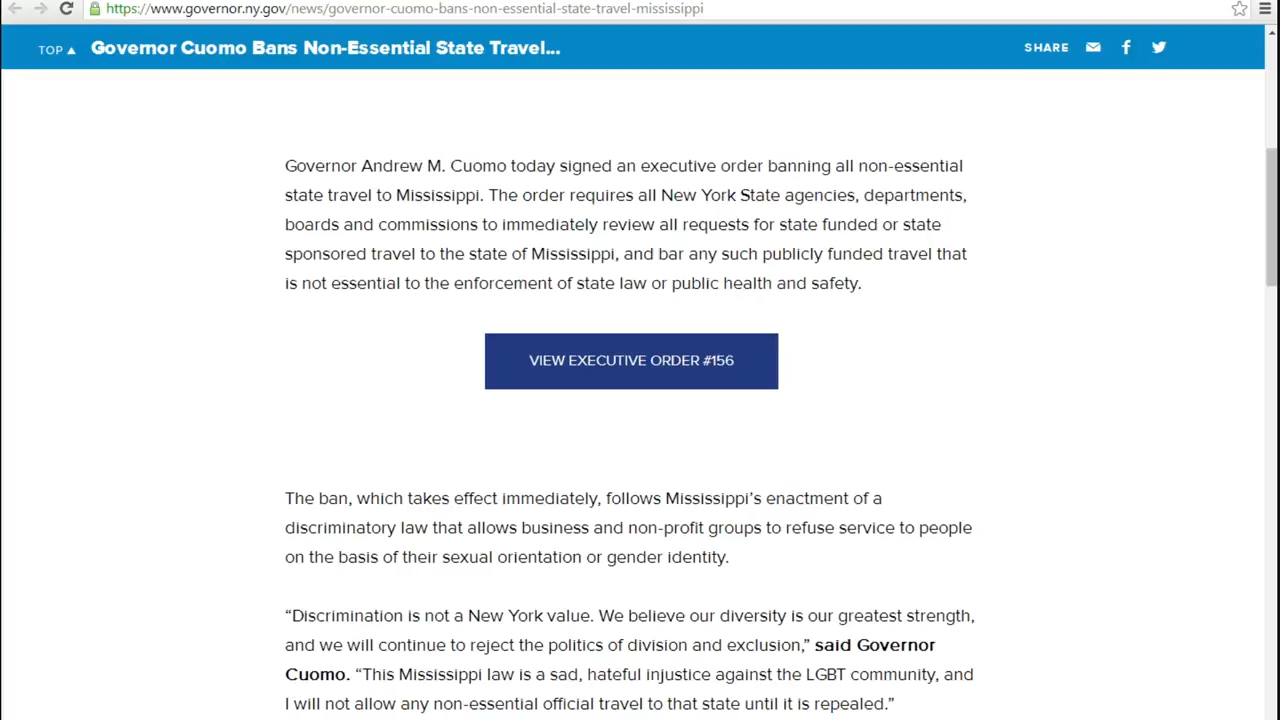 https://www.governor.ny.gov/news/governor-cuomo-bans-non-essential-state-travel-mississippi
TOP ▲ Governor Cuomo Bans Non-Essential State Travel... SHARE
Governor Andrew M. Cuomo today signed an executive order banning all non-essential
state travel to Mississippi. The order requires all New York State agencies, departments,
boards and commissions to immediately review all requests for state funded or state
sponsored travel to the state of Mississippi, and bar any such publicly funded travel that
is not essential to the enforcement of state law or public health and safety.
VIEW EXECUTIVE ORDER #156
The ban, which takes effect immediately, follows Mississippi’s enactment of a
discriminatory law that allows business and non-profit groups to refuse service to people
on the basis of their sexual orientation or gender identity.
“Discrimination is not a New York value. We believe our diversity is our greatest strength,
and we will continue to reject the politics of division and exclusion,” said Governor
Cuomo. “This Mississippi law is a sad, hateful injustice against the LGBT community, and
I will not allow any non-essential official travel to that state until it is repealed.”